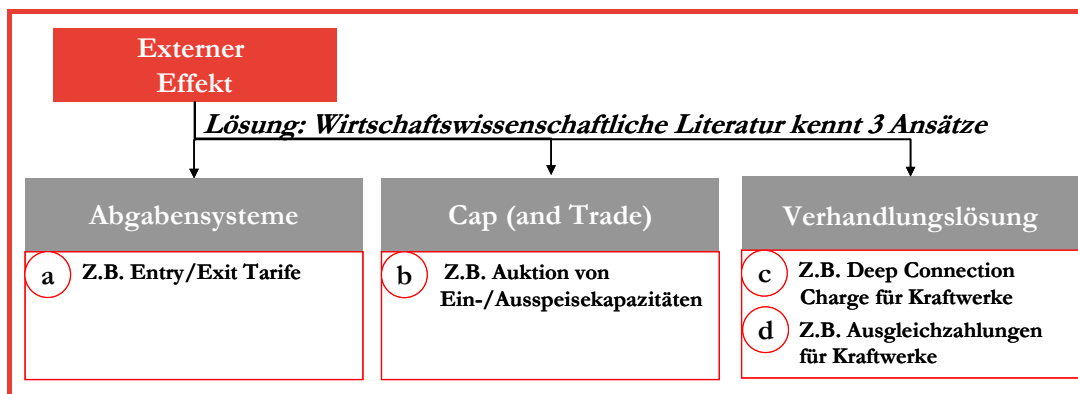 Externer
Effekt
Lösung: Wirtschaftswissenschaftliche Literatur kennt 3 Ansätze
Abgabensysteme
a Z.B. Entry/Exit Tarife
Cap (and Trade)
b Z.B. Auktion von
Ein-/Ausspeisekapazitäten
Verhandlungslösung
c Z.B. Deep Connection
Charge für Kraftwerke
d Z.B. Ausgleichzahlungen
für Kraftwerke